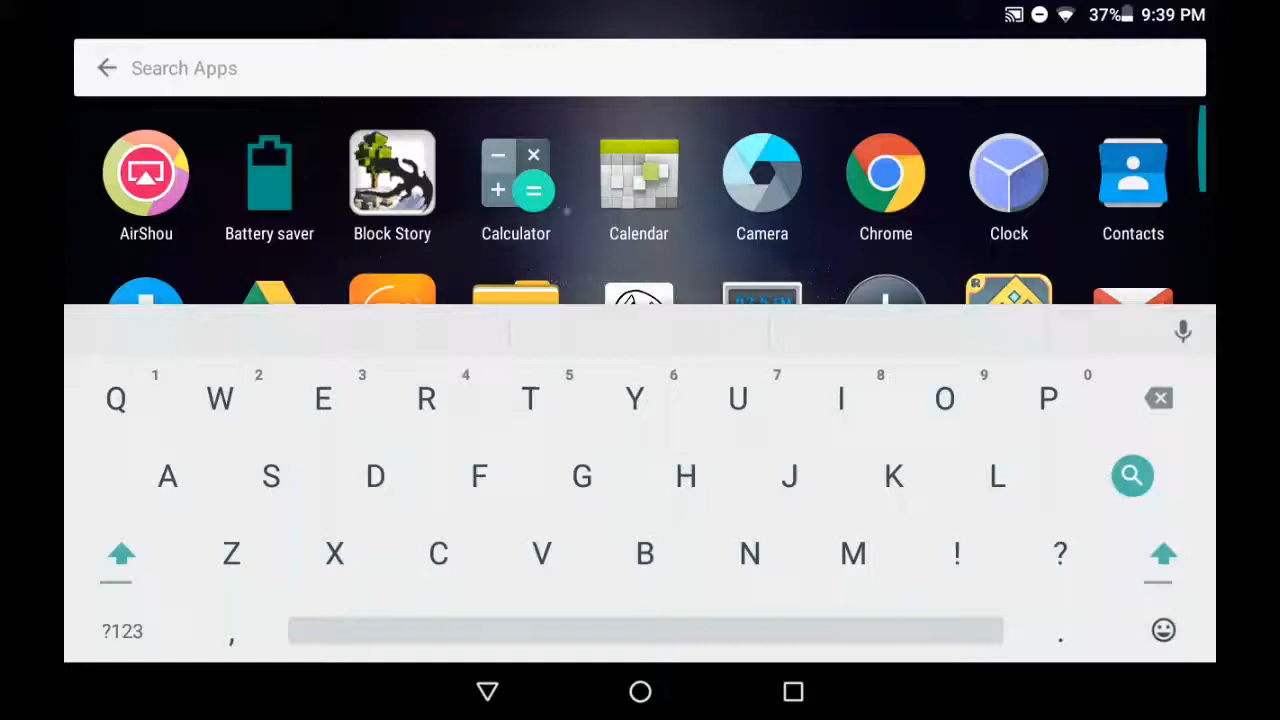 37% 9:39 PM
Search Apps
AirShou Battery saver Block Story Calculator Calendar Camera Chrome Clock Contacts
1 2 3 4 5 6 7 8 9 0
Q W E R T Y U I O P
A S D F G H J K L
Z X C V B N M ! ?
?123 , .